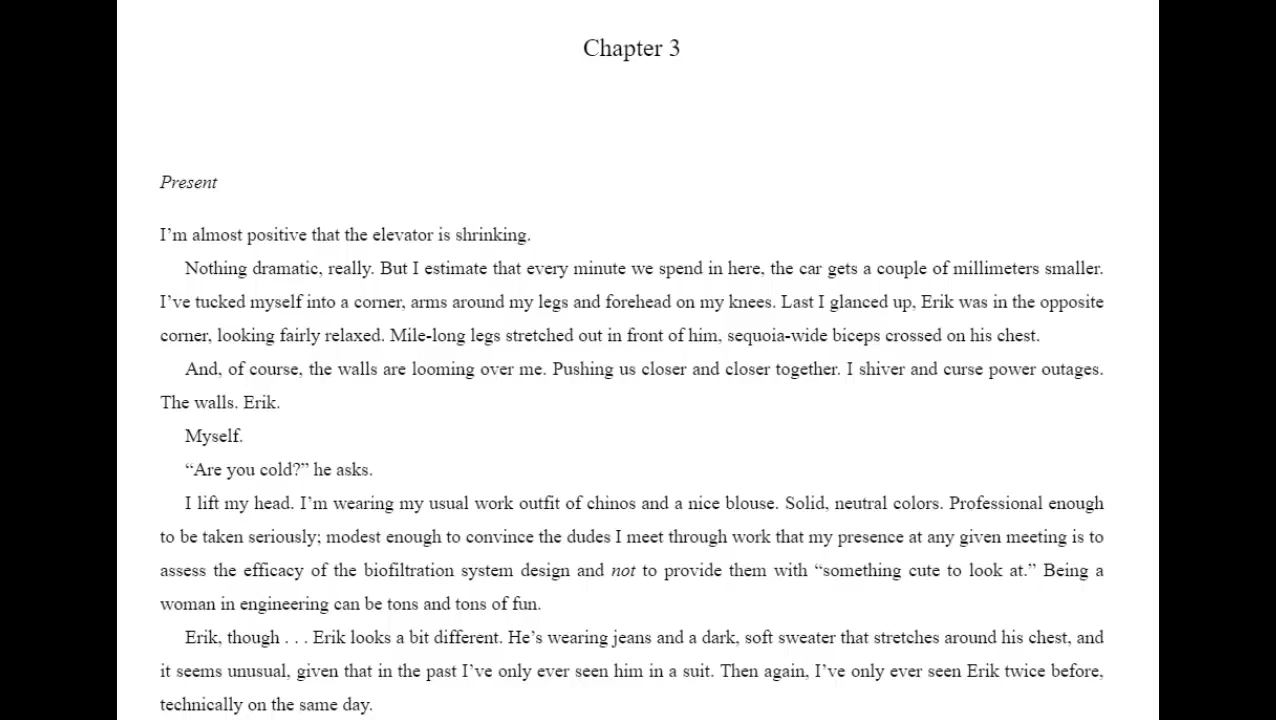 Chapter 3
Present
I’m almost positive that the elevator is shrinking.
Nothing dramatic, really. But I estimate that every minute we spend in here, the car gets a couple of millimeters smaller.
I’ve tucked myself into a corner, arms around my legs and forehead on my knees. Last I glanced up, Erik was in the opposite
corner, looking fairly relaxed. Mile-long legs stretched out in front of him, sequoia-wide biceps crossed on his chest.
And, of course, the walls are looming over me. Pushing us closer and closer together. I shiver and curse power outages.
The walls. Erik.
Myself.
“Are you cold?” he asks.
I lift my head. I’m wearing my usual work outfit of chinos and a nice blouse. Solid, neutral colors. Professional enough
to be taken seriously; modest enough to convince the dudes I meet through work that my presence at any given meeting is to
assess the efficacy of the biofiltration system design and not to provide them with “something cute to look at.” Being a
woman in engineering can be tons and tons of fun.
Erik, though . . . Erik looks a bit different. He’s wearing jeans and a dark, soft sweater that stretches around his chest, and
it seems unusual, given that in the past I’ve only ever seen him in a suit. Then again, I’ve only ever seen Erik twice before,
technically on the same day.